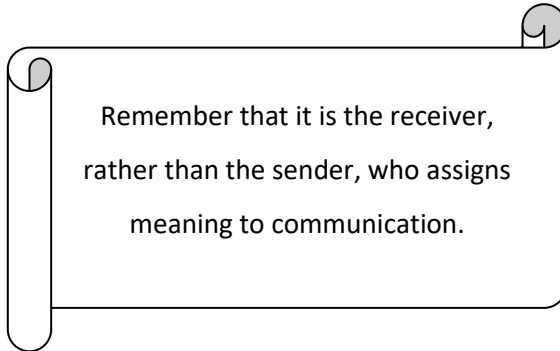 Remember that it is the receiver,
rather than the sender, who assigns
meaning to communication.